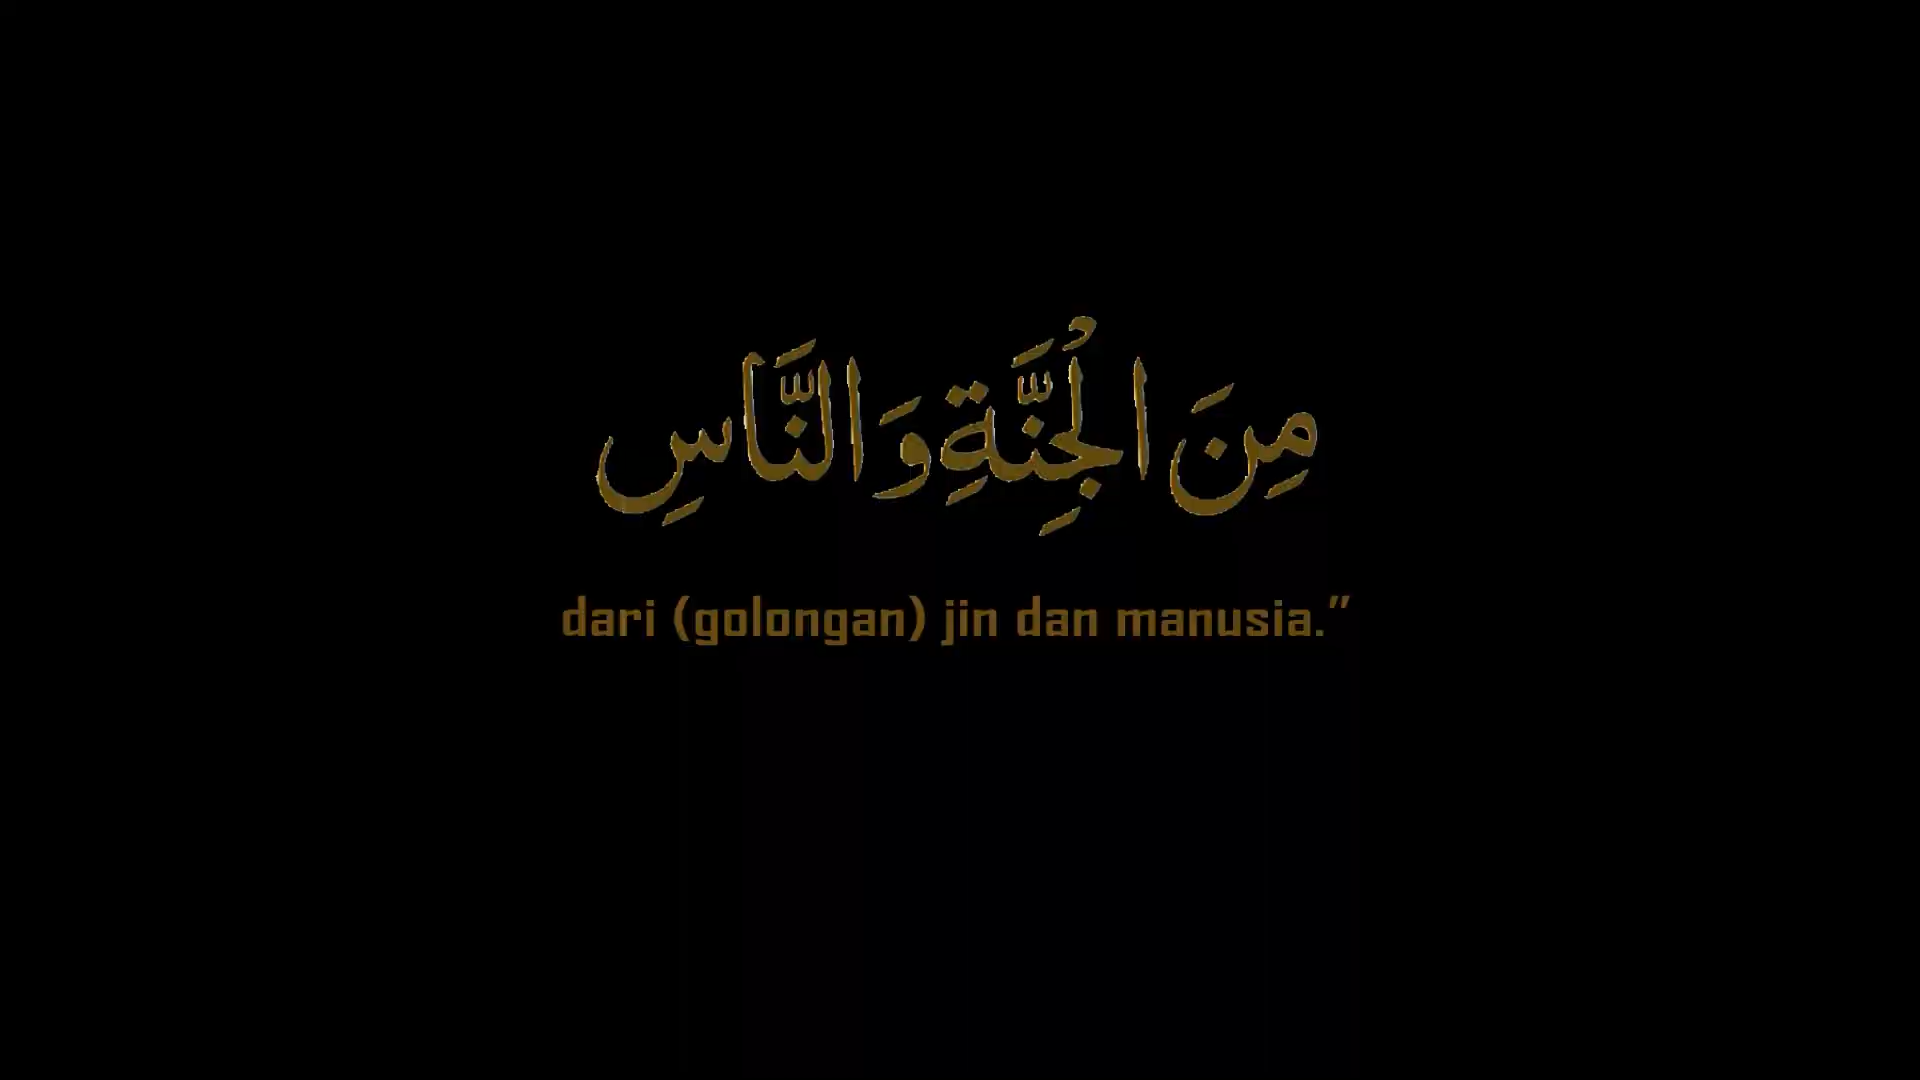 مِنَ الْجِنَّةِ وَالنَّاسِ
dari (golongan) jin dan manusia.”